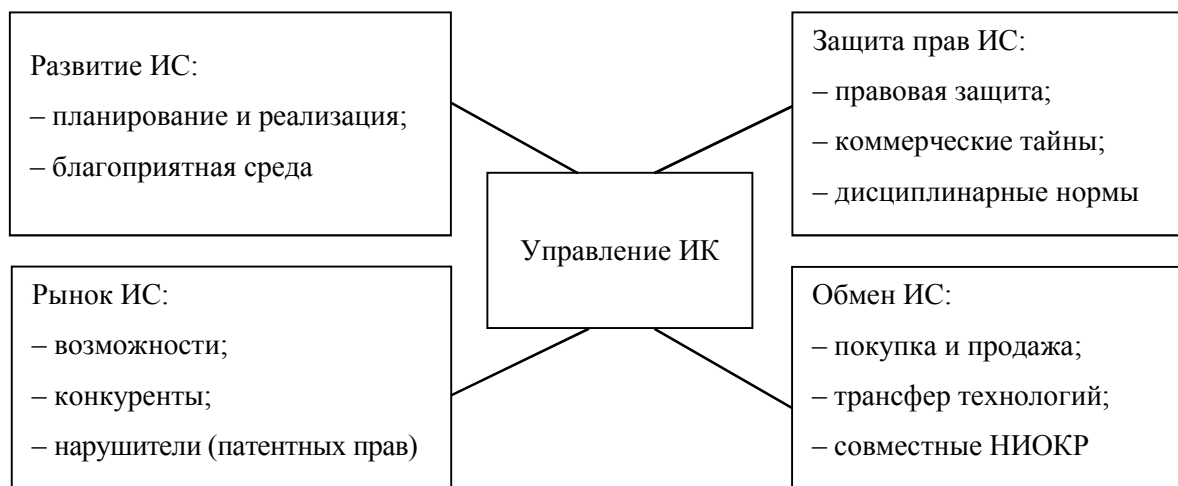 Развитие ИС:
– планирование и реализация;
– благоприятная среда
Защита прав ИС:
– правовая защита;
– коммерческие тайны;
– дисциплинарные нормы
Управление ИК
Рынок ИС:
– возможности;
– конкуренты;
– нарушители (патентных прав)
Обмен ИС:
– покупка и продажа;
– трансфер технологий;
– совместные НИОКР